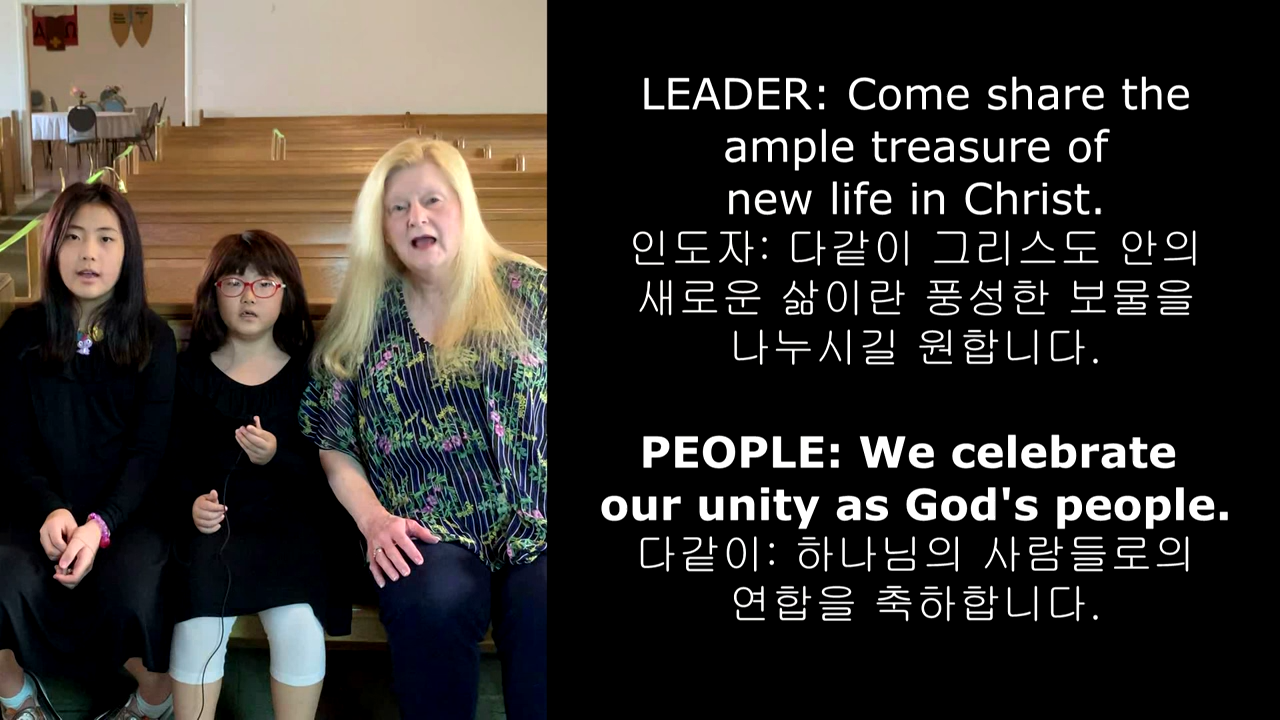 LEADER: Come share the
ample treasure of
new life in Christ.
인도자: 다같이 그리스도 안의
새로운 삶이란 풍성한 보물을
나누시길 원합니다.
PEOPLE: We celebrate
our unity as God's people.
다같이: 하나님의 사람들로의
연합을 축하합니다.